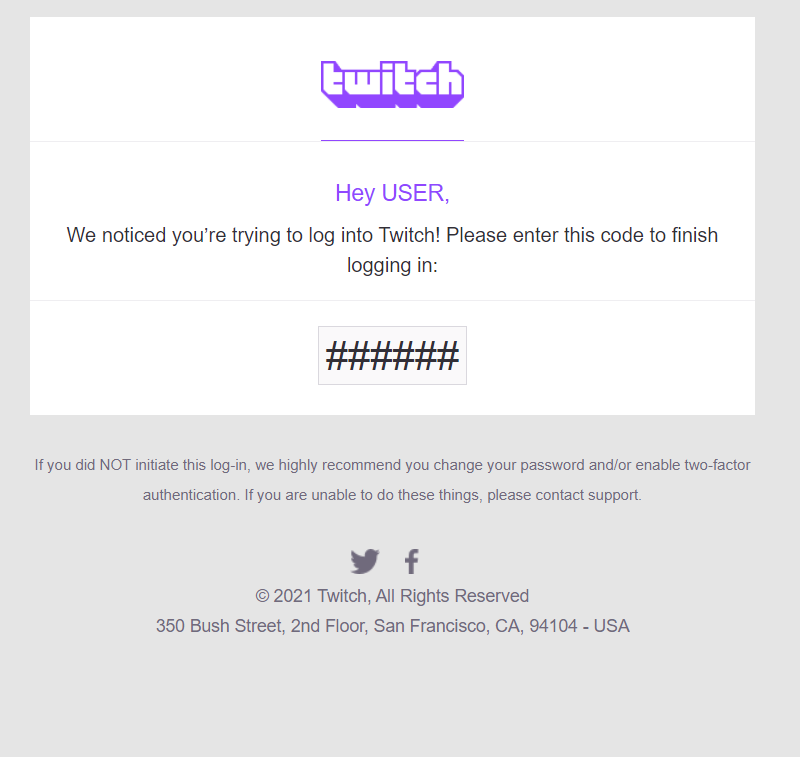 twitch
Hey USER,
We noticed you’re trying to log into Twitch! Please enter this code to finish
logging in:
######
If you did NOT initiate this log-in, we highly recommend you change your password and/or enable two-factor
authentication. If you are unable to do these things, please contact support.
© 2021 Twitch, All Rights Reserved
350 Bush Street, 2nd Floor, San Francisco, CA, 94104 - USA